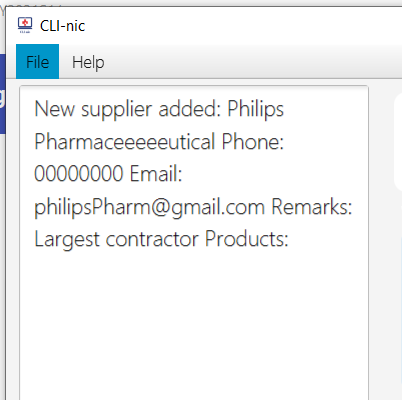 CLI-nic
File Help
New supplier added: Philips
Pharmaceeeeeutical Phone:
00000000 Email:
philipsPharm@gmail.com Remarks:
Largest contractor Products: